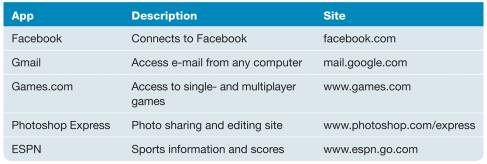 App Description Site
Facebook Connects to Facebook facebook.com
Gmail Access e-mail from any computer mail.google.com
Games.com Access to single- and multiplayer www.games.com
games
Photoshop Express Photo sharing and editing site www.photoshop.com/express
ESPN Sports information and scores www.espn.go.com